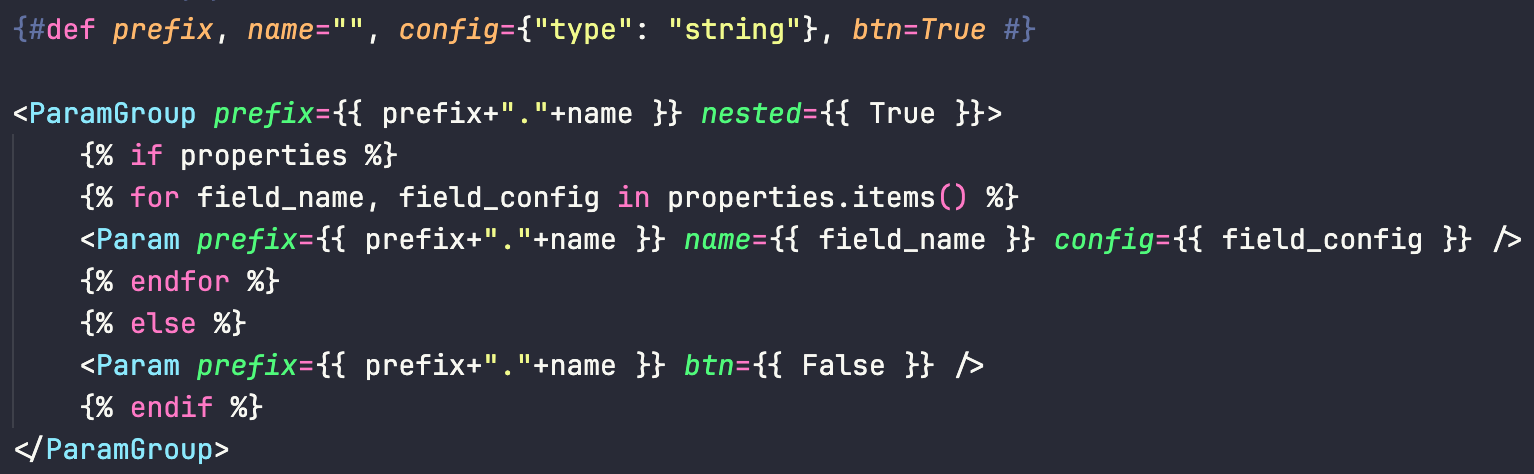 {#def prefix, name="", config={"type": "string"}, btn=True #}
<ParamGroup prefix={{ prefix+"."+name }} nested={{ True }}>
{% if properties %}
{% for field_name, field_config in properties.items() %}
<Param prefix={{ prefix+"."+name }} name={{ field_name }} config={{ field_config }} />
{% endfor %}
{% else %}
<Param prefix={{ prefix+"."+name }} btn={{ False }} />
{% endif %}
</ParamGroup>